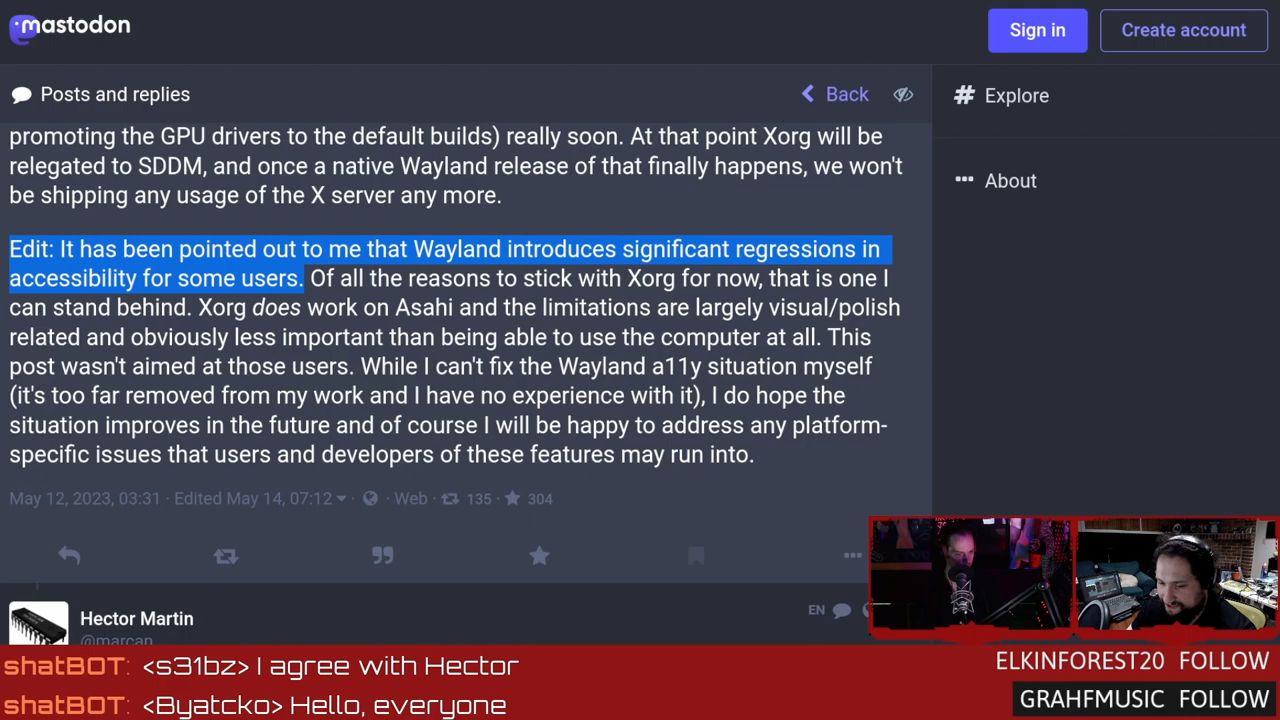 mastodon
Sign in
Create account
Posts and replies
Back
Explore
About
promoting the GPU drivers to the default builds) really soon. At that point Xorg will be
relegated to SDDM, and once a native Wayland release of that finally happens, we won't
be shipping any usage of the X server any more.
Edit: It has been pointed out to me that Wayland introduces significant regressions in
accessibility for some users. Of all the reasons to stick with Xorg for now, that is one I
can stand behind. Xorg does work on Asahi and the limitations are largely visual/polish
related and obviously less important than being able to use the computer at all. This
post wasn't aimed at those users. While I can't fix the Wayland a11y situation myself
(it's too far removed from my work and I have no experience with it), I do hope the
situation improves in the future and of course I will be happy to address any platform-
specific issues that users and developers of these features may run into.
May 12, 2023, 03:31 · Edited May 14, 07:12 · Web · 135 · 304
Hector Martin
EN
@marcan
shatBOT: <s31bz> I agree with Hector
shatBOT: <Byatcko> Hello, everyone
ELKINFOREST20 FOLLOW
GRAHFMUSIC FOLLOW